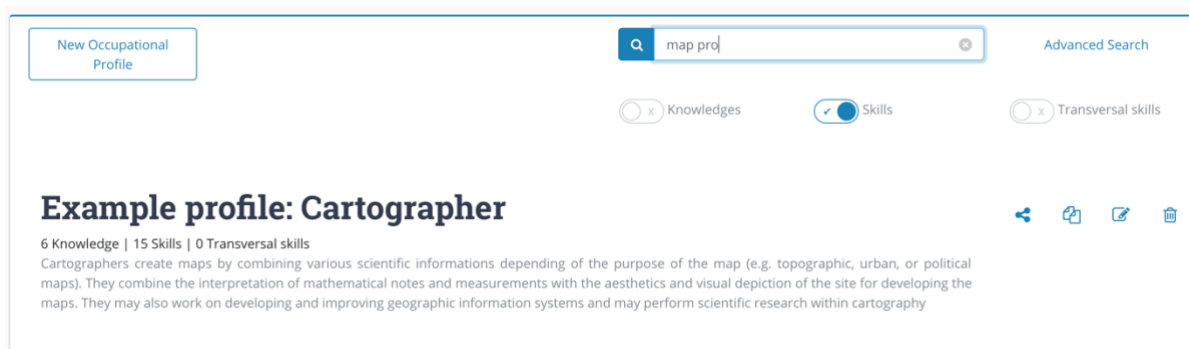 New Occupational
Profile
map pro
Advanced Search
x Knowledges
Skills
x Transversal skills
Example profile: Cartographer
6 Knowledge | 15 Skills | 0 Transversal skills
Cartographers create maps by combining various scientific informations depending of the purpose of the map (e.g. topographic, urban, or political
maps). They combine the interpretation of mathematical notes and measurements with the aesthetics and visual depiction of the site for developing the
maps. They may also work on developing and improving geographic information systems and may perform scientific research within cartography